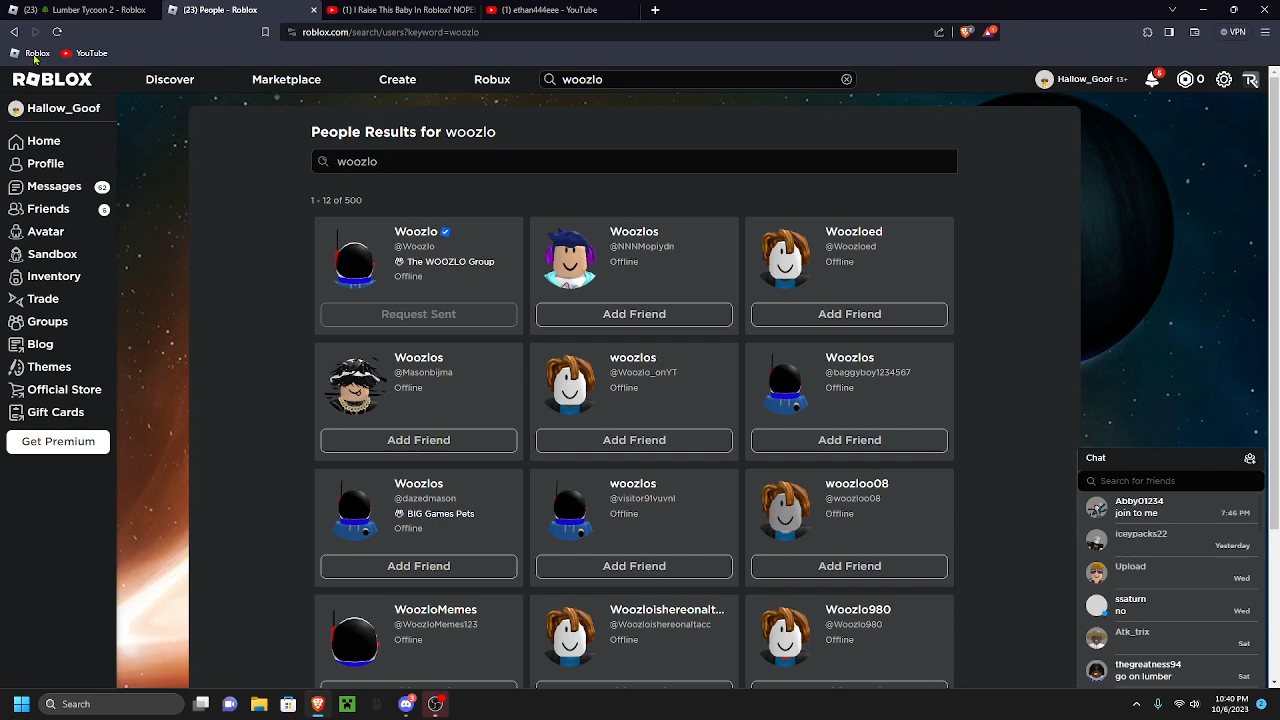 (23) Lumber Tycoon 2 - Roblox
(23) People - Roblox
(1) I Raise This Baby In Roblox? NOPE
(1) ethan444eee - YouTube
roblox.com/search/users?keyword=woozlo
VPN
Roblox
YouTube
ROBLOX
Discover
Marketplace
Create
Robux
woozlo
Hallow_Goof 13+
5
0
Hallow_Goof
Home
Profile
Messages 62
Friends
Avatar
Sandbox
Inventory
Trade
Groups
Blog
Themes
Official Store
Gift Cards
Get Premium
People Results for woozlo
woozlo
1 - 12 of 500
Woozlo
@Woozlo
The WOOZLO Group
Offline
Request Sent
Woozlos
@NNNMopiydn
Offline
Add Friend
Woozloed
@Woozloed
Offline
Add Friend
Woozlos
@Masonbijma
Offline
Add Friend
woozlos
@Woozlo_onYT
Offline
Add Friend
Woozlos
@baggyboy1234567
Offline
Add Friend
Woozlos
@dazedmason
BIG Games Pets
Offline
Add Friend
woozlos
@visitor91vuvnl
Offline
Add Friend
woozloo08
@woozloo08
Offline
Add Friend
WoozloMemes
@WoozloMemes123
Offline
Woozloishereonalt...
@Woozloishereonaltacc
Offline
Woozlo980
@Woozlo980
Offline
Chat
Search for friends
Abby01234
join to me 7:46 PM
iceypacks22
Yesterday
Upload
Wed
ssaturn
no Wed
Atk_trix
Sat
thegreatness94
go on lumber Sat
Search
10:40 PM
10/6/2023